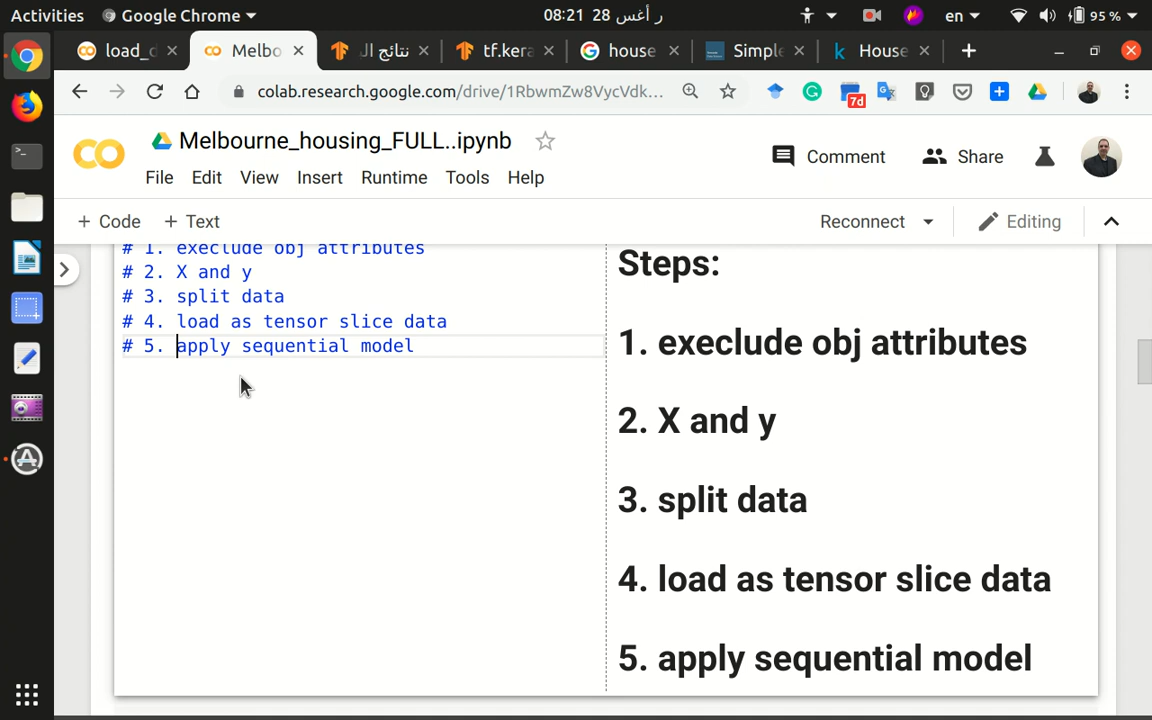 Activities
Google Chrome
ر أغس 28 08:21
en
95 %
load_d
Melbo
نتائج ال
tf.kera
house
Simple
House
colab.research.google.com/drive/1RbwmZw8VycVdk...
7d
Melbourne_housing_FULL..ipynb
Comment
Share
File Edit View Insert Runtime Tools Help
+ Code + Text
Reconnect
Editing
# 1. execlude obj attributes
# 2. X and y
# 3. split data
# 4. load as tensor slice data
# 5. apply sequential model
Steps:
1. execlude obj attributes
2. X and y
3. split data
4. load as tensor slice data
5. apply sequential model